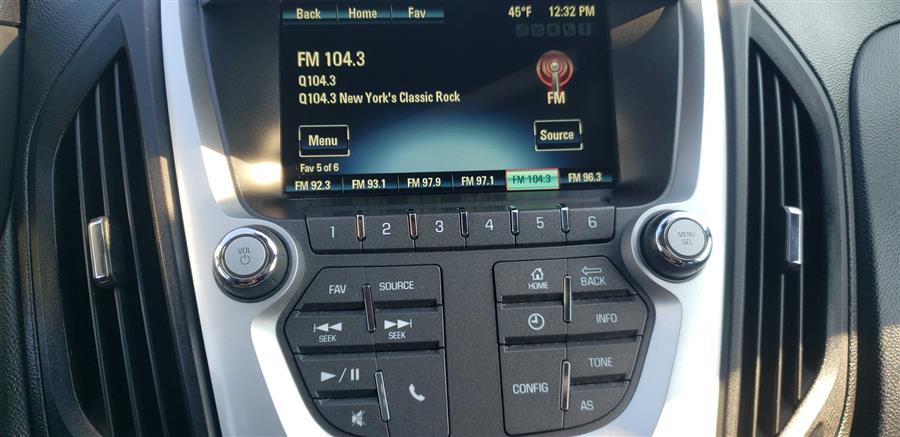 Back Home Fav 45°F 12:32 PM
FM 104.3
Q104.3
Q104.3 New York's Classic Rock
FM
Menu Source
Fav 5 of 6
FM 92.3 FM 93.1 FM 97.9 FM 97.1 FM 104.3 FM 96.3
1 2 3 4 5 6
VOL
MENU
SEL
FAV SOURCE
HOME BACK
SEEK SEEK
INFO
TONE
CONFIG
AS